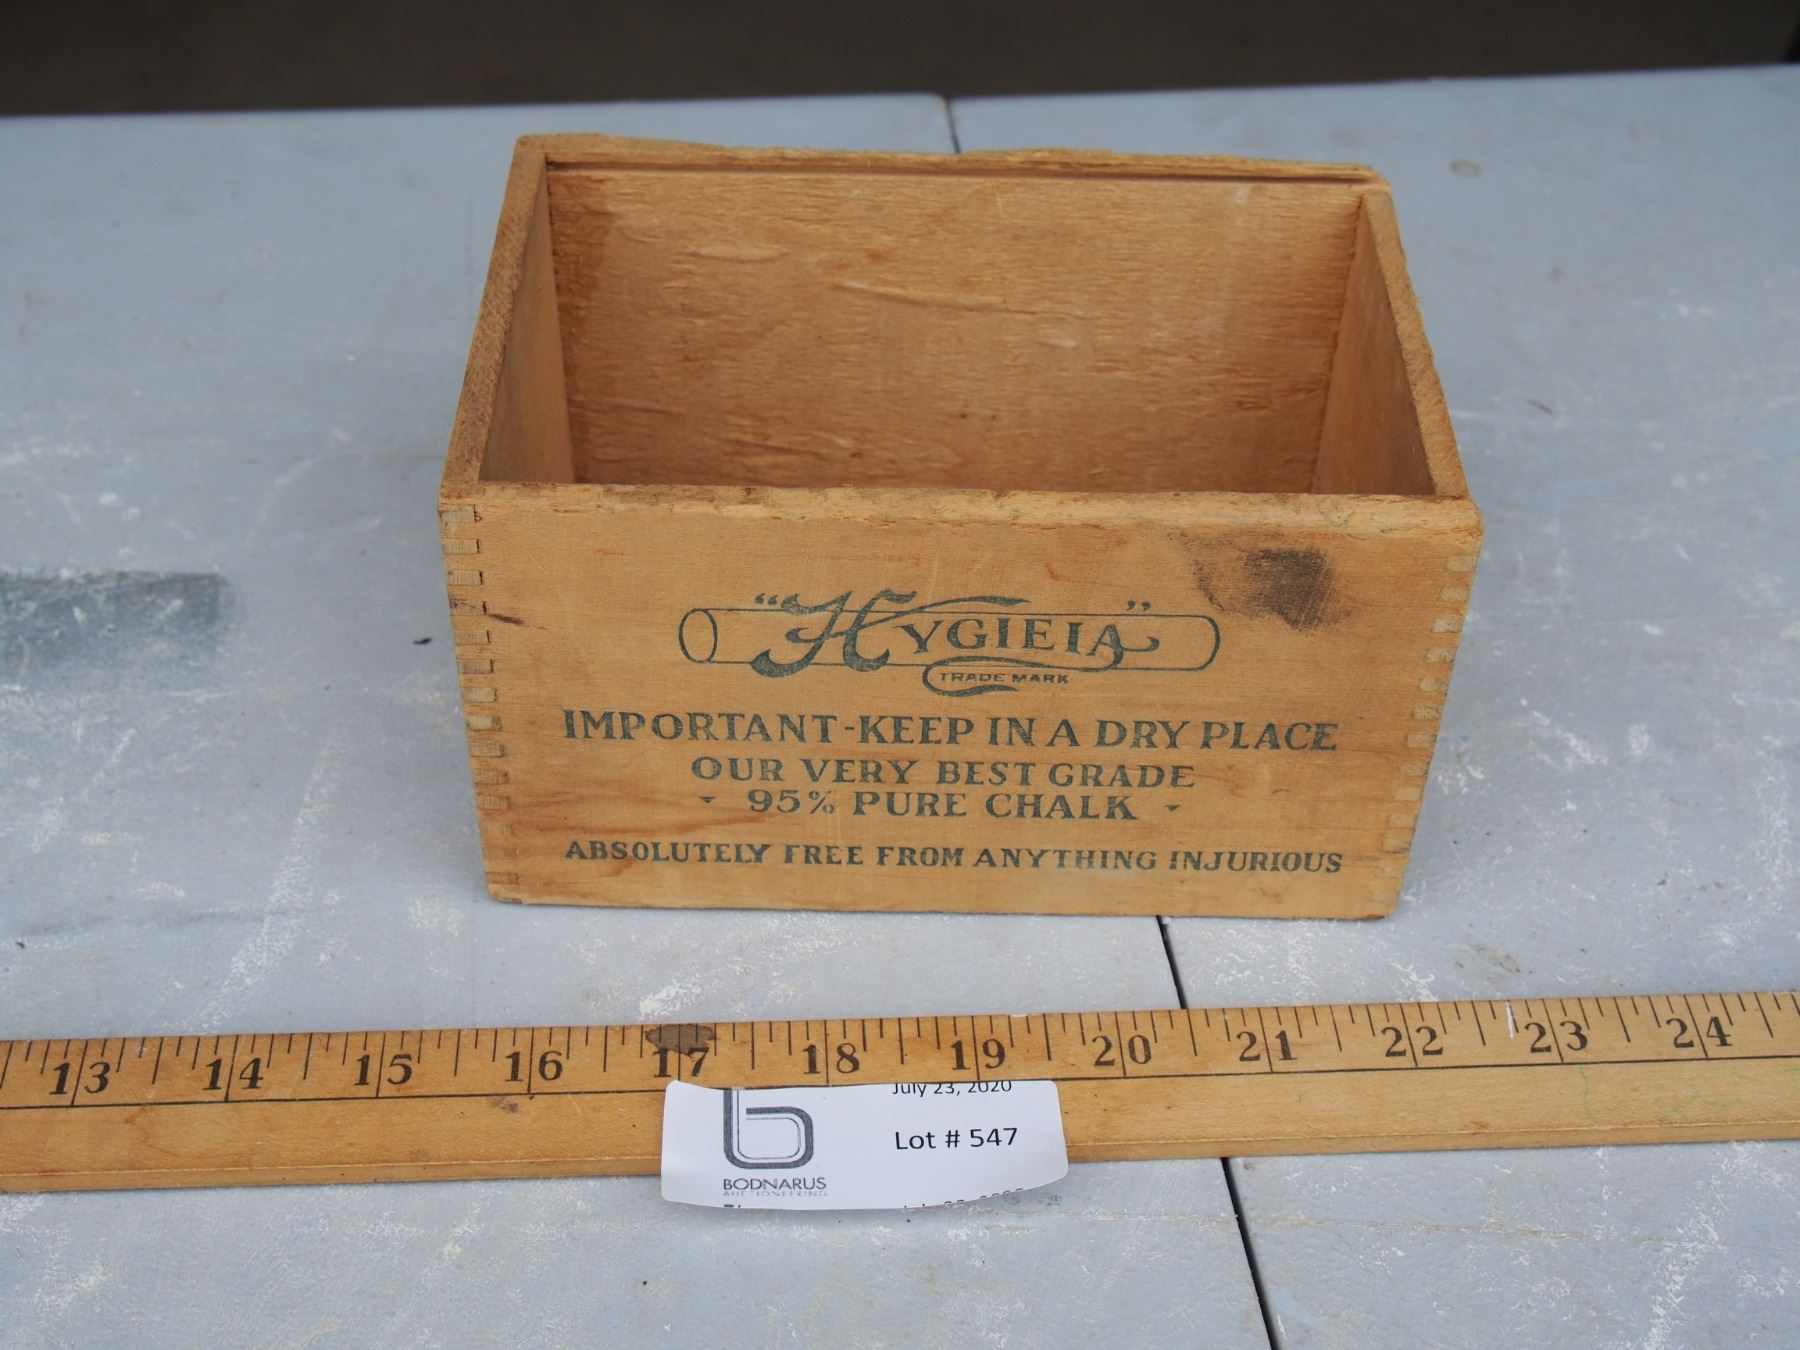 "HYGIEIA"
TRADE MARK
IMPORTANT-KEEP IN A DRY PLACE
OUR VERY BEST GRADE
- 95% PURE CHALK -
ABSOLUTELY FREE FROM ANYTHING INJURIOUS
13 14 15 16 17 18 19 20 21 22 23 24
July 23, 2020
Lot # 547
BODNARUS
AUCTIONEERING